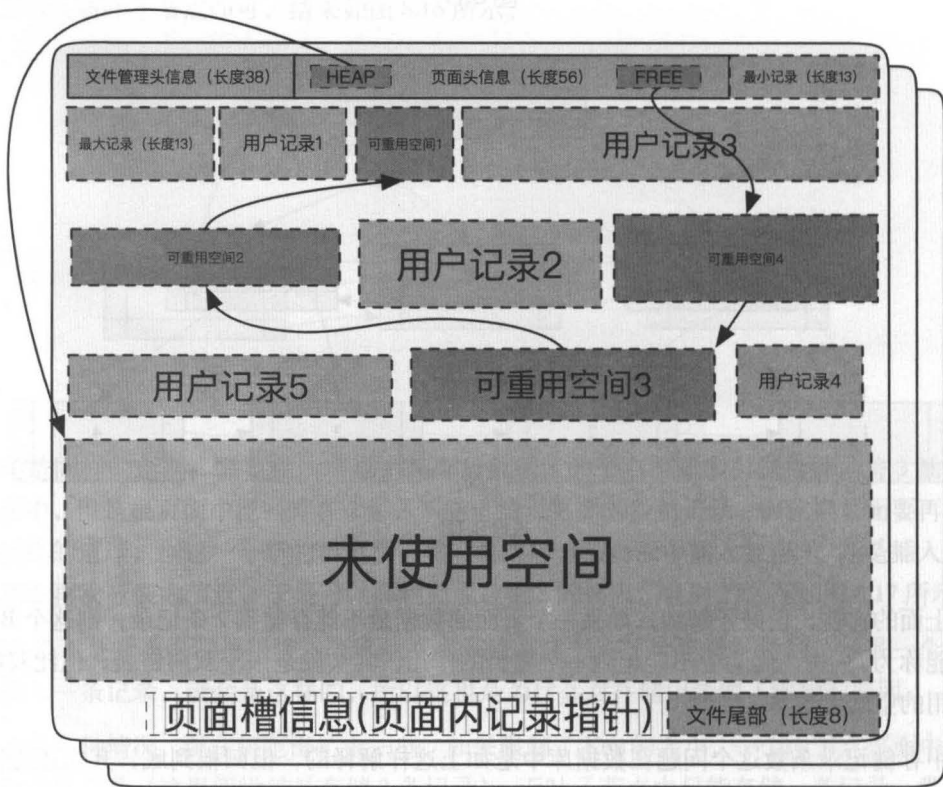 文件管理头信息（长度38） HEAP 页面头信息（长度56） FREE 最小记录（长度13）
最大记录（长度13） 用户记录1 可重用空间1 用户记录3
可重用空间2 用户记录2 可重用空间4
用户记录5 可重用空间3 用户记录4
未使用空间
页面槽信息(页面内记录指针) 文件尾部（长度8）